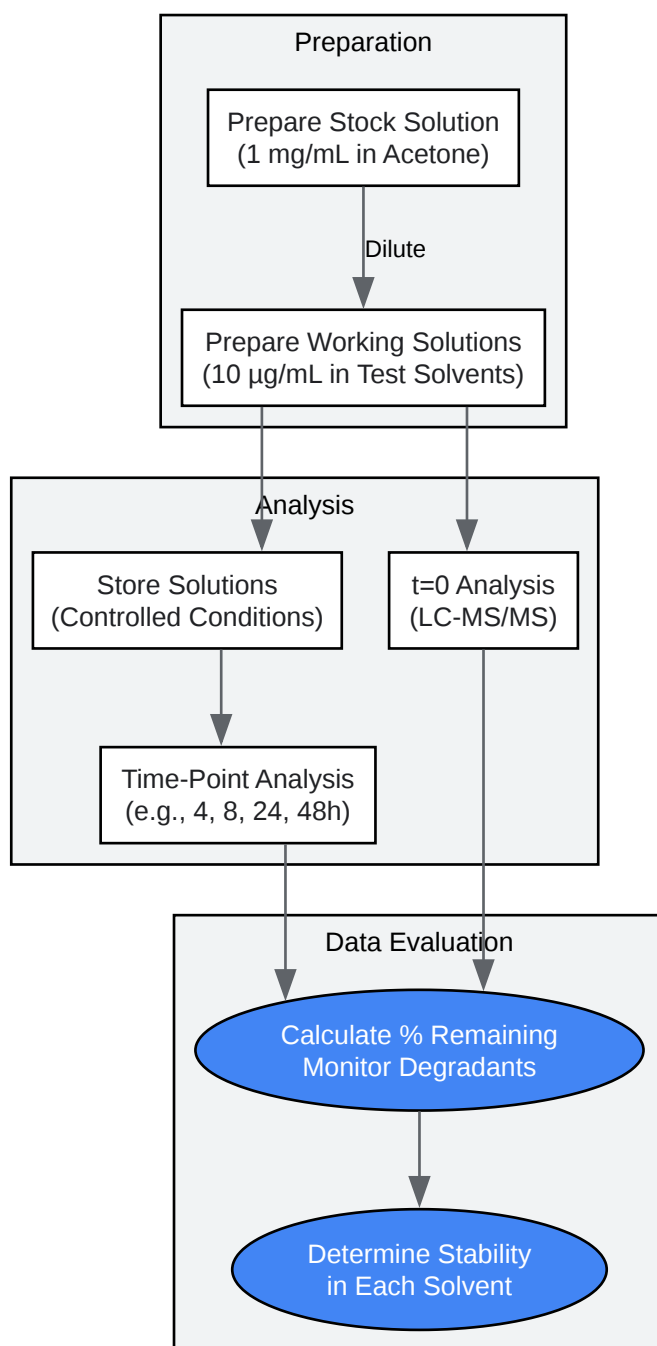 Preparation
Prepare Stock Solution
(1 mg/mL in Acetone)
Dilute
Prepare Working Solutions
(10 µg/mL in Test Solvents)
Analysis
Store Solutions
(Controlled Conditions)
t=0 Analysis
(LC-MS/MS)
Time-Point Analysis
(e.g., 4, 8, 24, 48h)
Data Evaluation
Calculate % Remaining
Monitor Degradants
Determine Stability
in Each Solvent